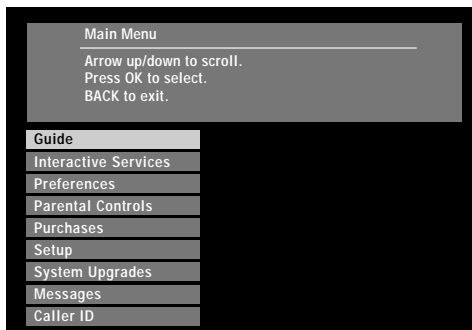 Main Menu
Arrow up/down to scroll.
Press OK to select.
BACK to exit.
Guide
Interactive Services
Preferences
Parental Controls
Purchases
Setup
System Upgrades
Messages
Caller ID